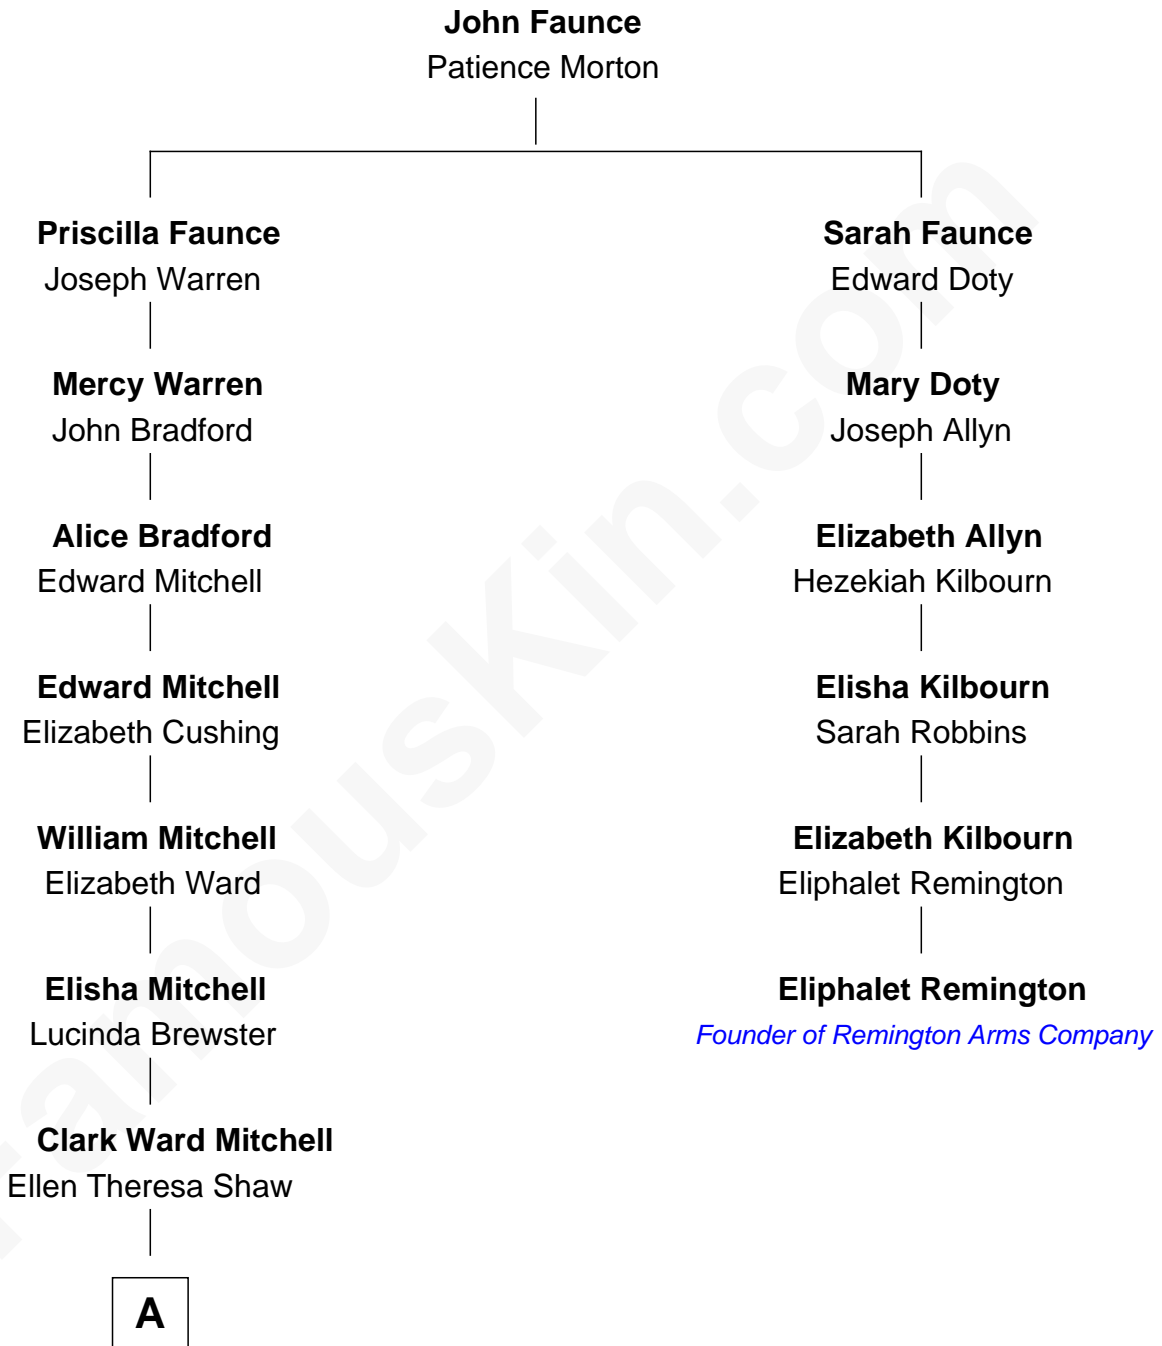 John Faunce
Patience Morton
Priscilla Faunce
Joseph Warren
Sarah Faunce
Edward Doty
Mercy Warren
John Bradford
Mary Doty
Joseph Allyn
Alice Bradford
Edward Mitchell
Elizabeth Allyn
Hezekiah Kilbourn
Edward Mitchell
Elizabeth Cushing
Elisha Kilbourn
Sarah Robbins
William Mitchell
Elizabeth Ward
Elizabeth Kilbourn
Eliphalet Remington
Elisha Mitchell
Lucinda Brewster
Eliphalet Remington
Founder of Remington Arms Company
Clark Ward Mitchell
Ellen Theresa Shaw
A
FamousKin.com